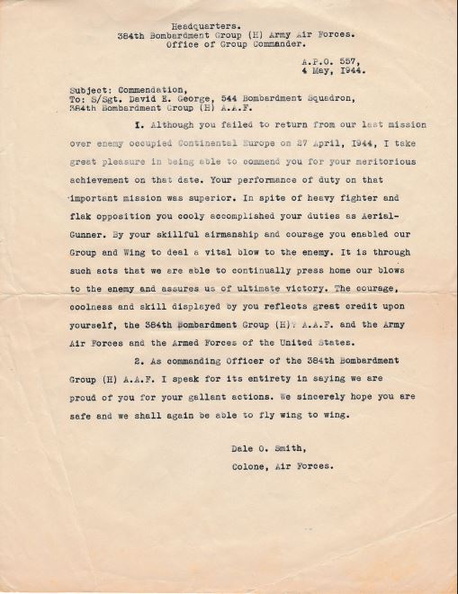 Headquarters.
384th Bombardment Group (H) Army Air Forces.
Office of Group Commander.
A.P.O. 557,
4 May, 1944.
Subject: Commendation,
To: S/Sgt. David E. George, 544 Bombardment Squadron,
384th Bombardment Group (H) A.A.F.
I. Although you failed to return from our last mission
over enemy occupied Continental Europe on 27 April, 1944, I take
great pleasure in being able to commend you for your meritorious
achievement on that date. Your performance of duty on that
important mission was superior. In spite of heavy fighter and
flak opposition you cooly accomplished your duties as Aerial-
Gunner. By your skillful airmanship and courage you enabled our
Group and Wing to deal a vital blow to the enemy. It is through
such acts that we are able to continually press home our blows
to the enemy and assures us of ultimate victory. The courage,
coolness and skill displayed by you reflects great credit upon
yourself, the 384th Bombardment Group (H) A.A.F. and the Army
Air Forces and the Armed Forces of the United States.
2. As commanding Officer of the 384th Bombardment
Group (H) A.A.F. I speak for its entirety in saying we are
proud of you for your gallant actions. We sincerely hope you are
safe and we shall again be able to fly wing to wing.
Dale O. Smith,
Colone, Air Forces.